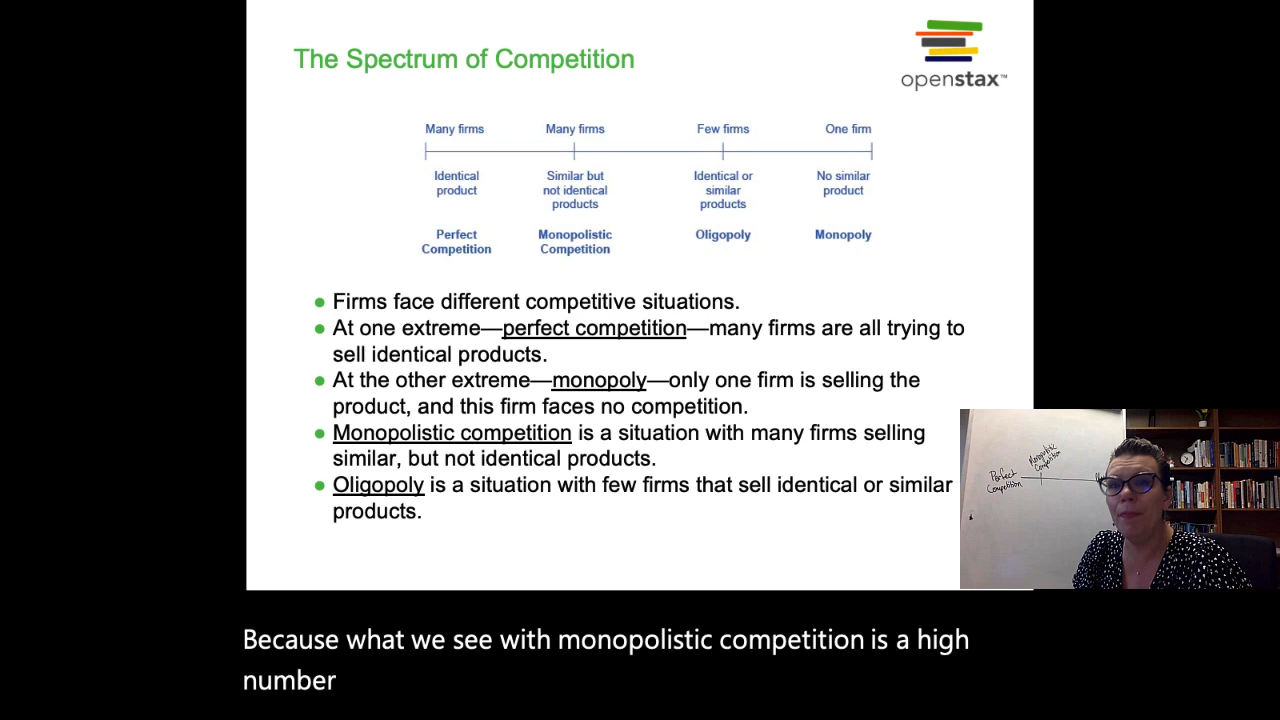 The Spectrum of Competition
openstax™
Many firms
Many firms
Few firms
One firm
Identical
product
Similar but
not identical
products
Identical or
similar
products
No similar
product
Perfect
Competition
Monopolistic
Competition
Oligopoly
Monopoly
• Firms face different competitive situations.
• At one extreme—perfect competition—many firms are all trying to
sell identical products.
• At the other extreme—monopoly—only one firm is selling the
product, and this firm faces no competition.
• Monopolistic competition is a situation with many firms selling
similar, but not identical products.
• Oligopoly is a situation with few firms that sell identical or similar
products.
Perfect
Competition
Monopolistic
Competition
Because what we see with monopolistic competition is a high
number